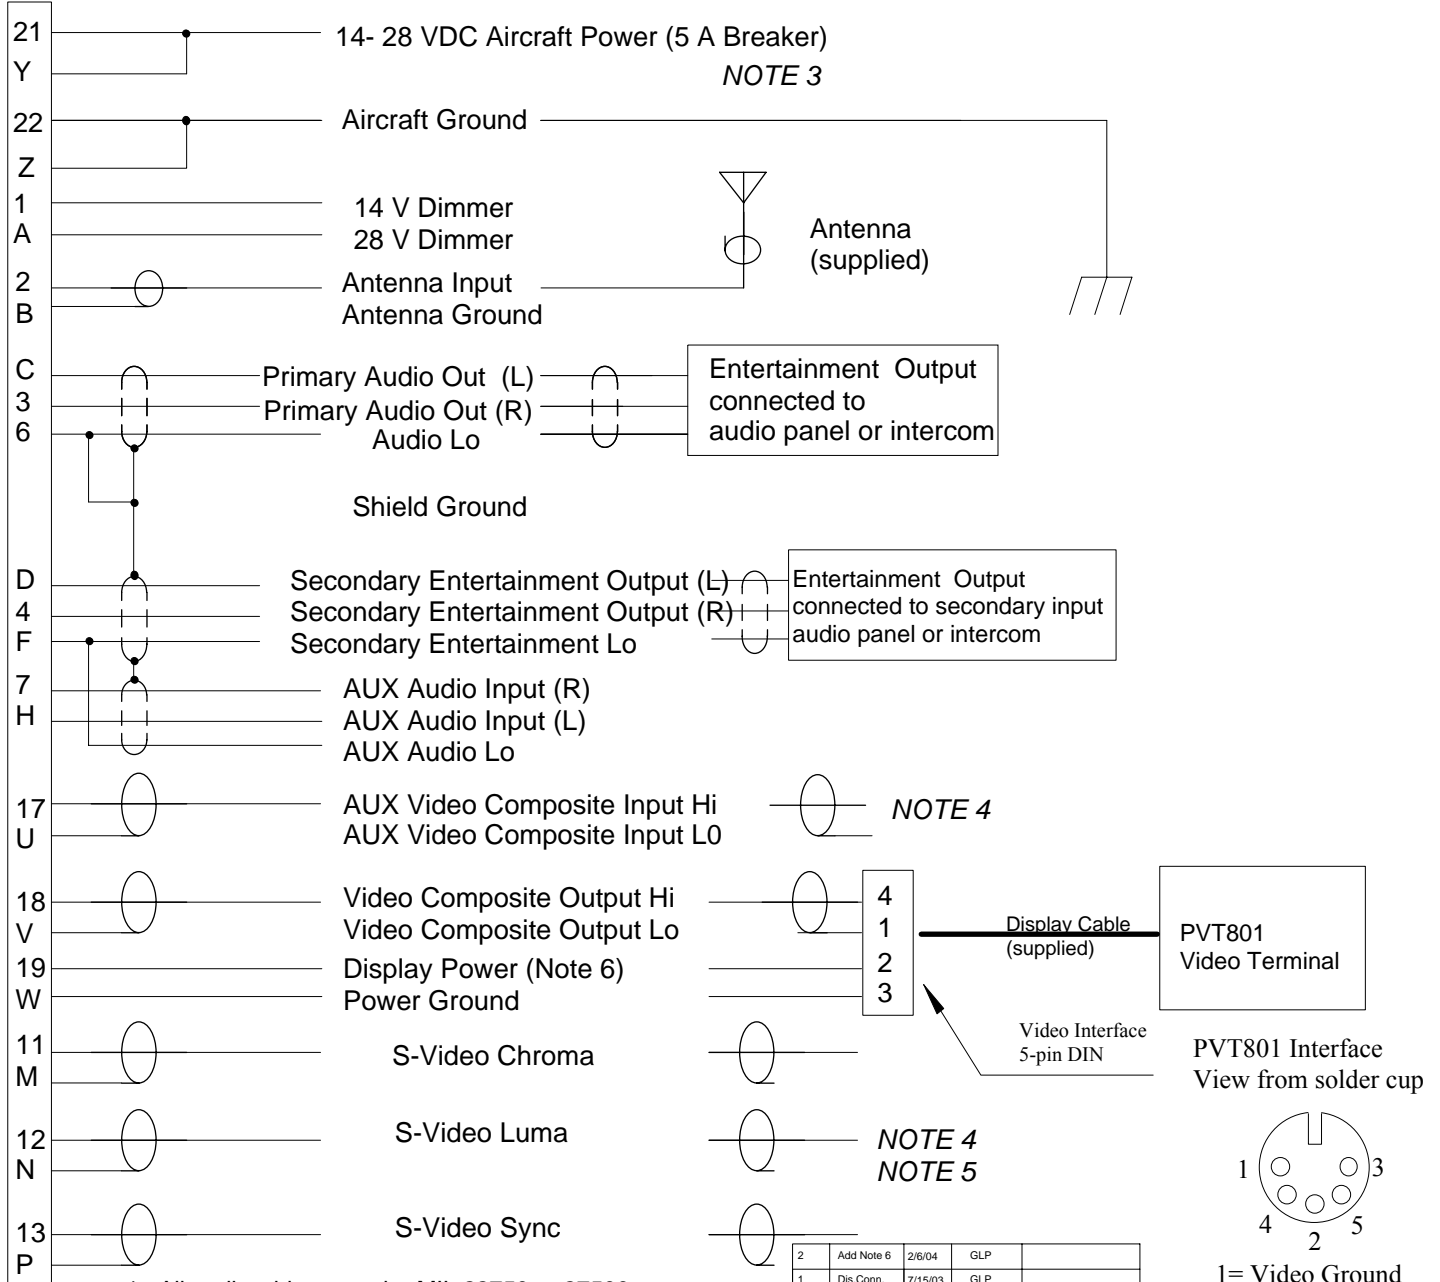 21
14- 28 VDC Aircraft Power (5 A Breaker)
Y
NOTE 3
22
Aircraft Ground
Z
1
14 V Dimmer
A
28 V Dimmer
Antenna
(supplied)
2
Antenna Input
B
Antenna Ground
C
Primary Audio Out (L)
3
Primary Audio Out (R)
6
Audio Lo
Entertainment Output
connected to
audio panel or intercom
Shield Ground
D
Secondary Entertainment Output (L)
4
Secondary Entertainment Output (R)
F
Secondary Entertainment Lo
Entertainment Output
connected to secondary input
audio panel or intercom
7
AUX Audio Input (R)
H
AUX Audio Input (L)
AUX Audio Lo
17
AUX Video Composite Input Hi
NOTE 4
U
AUX Video Composite Input L0
18
Video Composite Output Hi
4
V
Video Composite Output Lo
1
19
Display Power (Note 6)
2
W
Power Ground
3
Display Cable
(supplied)
PVT801
Video Terminal
Video Interface
5-pin DIN
11
S-Video Chroma
M
PVT801 Interface
View from solder cup
12
S-Video Luma
NOTE 4
N
NOTE 5
1
3
4
5
2
13
S-Video Sync
P
2 Add Note 6 2/6/04 GLP
1 Dis Conn. 7/15/03 GLP
1= Video Ground